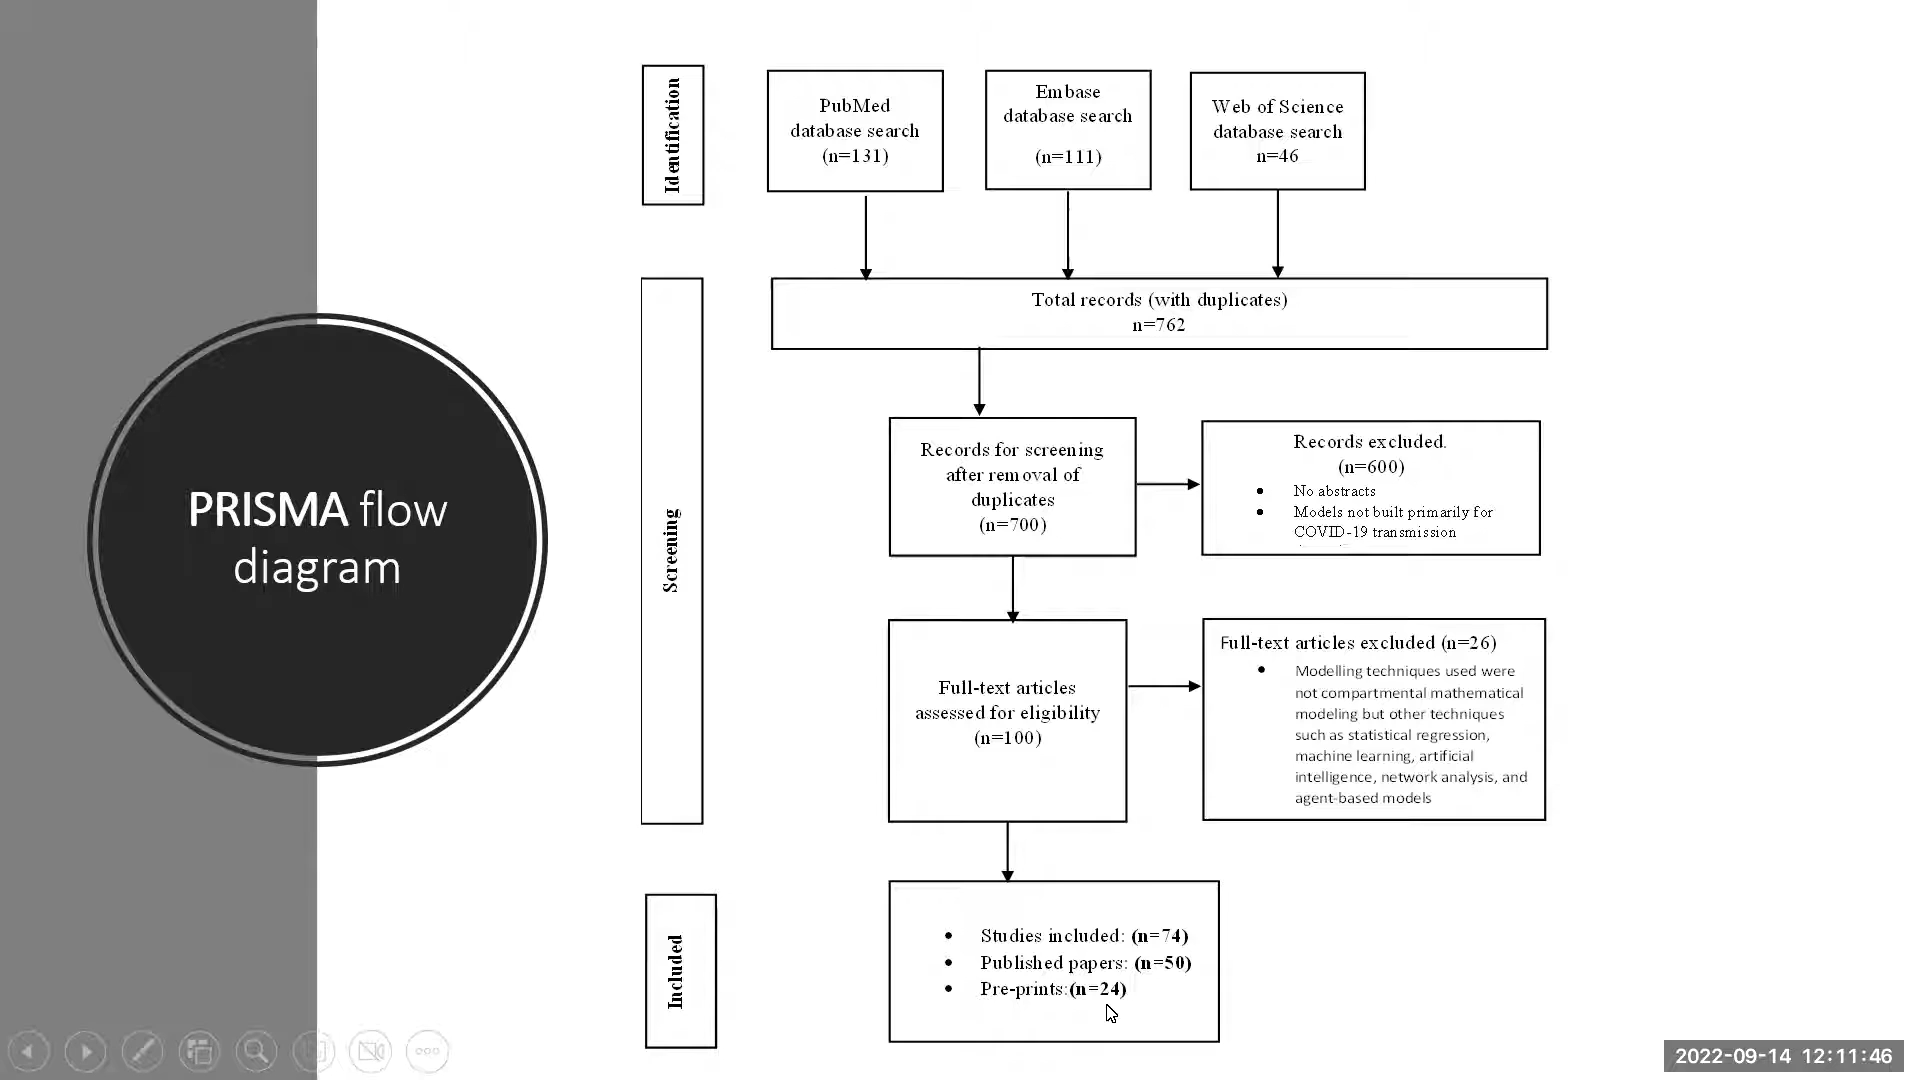 PRISMA flow
diagram
Identification
PubMed
database search
(n=131)
Embase
database search
(n=111)
Web of Science
database search
n=46
Total records (with duplicates)
n=762
Screening
Records for screening
after removal of
duplicates
(n=700)
Records excluded.
(n=600)
• No abstracts
• Models not built primarily for
COVID-19 transmission
Full-text articles
assessed for eligibility
(n=100)
Full-text articles excluded (n=26)
• Modelling techniques used were
not compartmental mathematical
modeling but other techniques
such as statistical regression,
machine learning, artificial
intelligence, network analysis, and
agent-based models
Included
• Studies included: (n=74)
• Published papers: (n=50)
• Pre-prints:(n=24)
2022-09-14 12:11:46